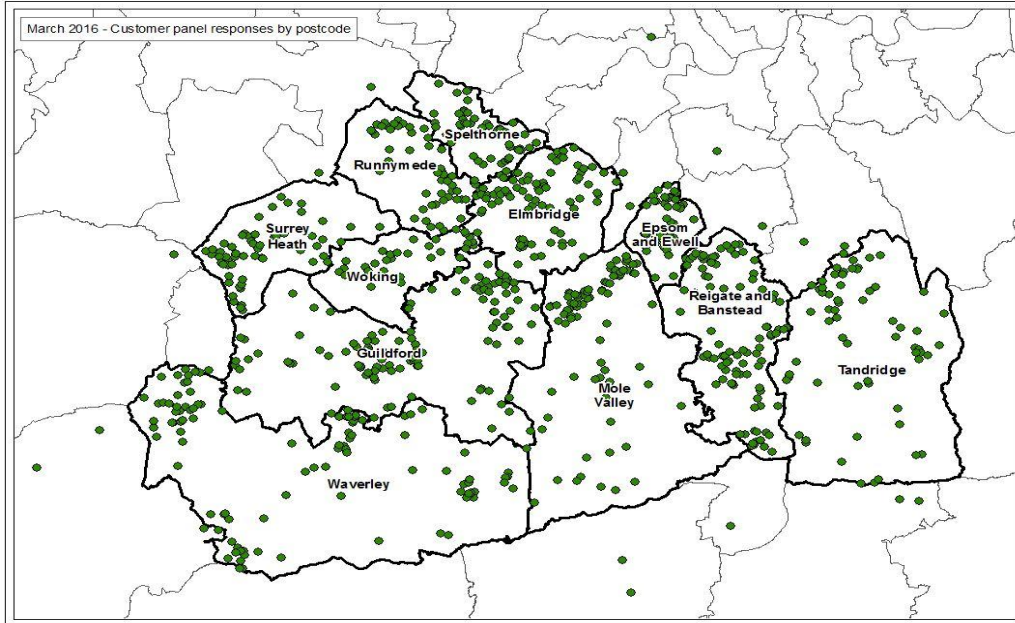 March 2016 - Customer panel responses by postcode
Spelthorne
Runnymede
Elmbridge
Surrey
Heath
Epsom
and Ewell
Woking
Reigate and
Banstead
Guildford
Mole
Valley
Tandridge
Waverley